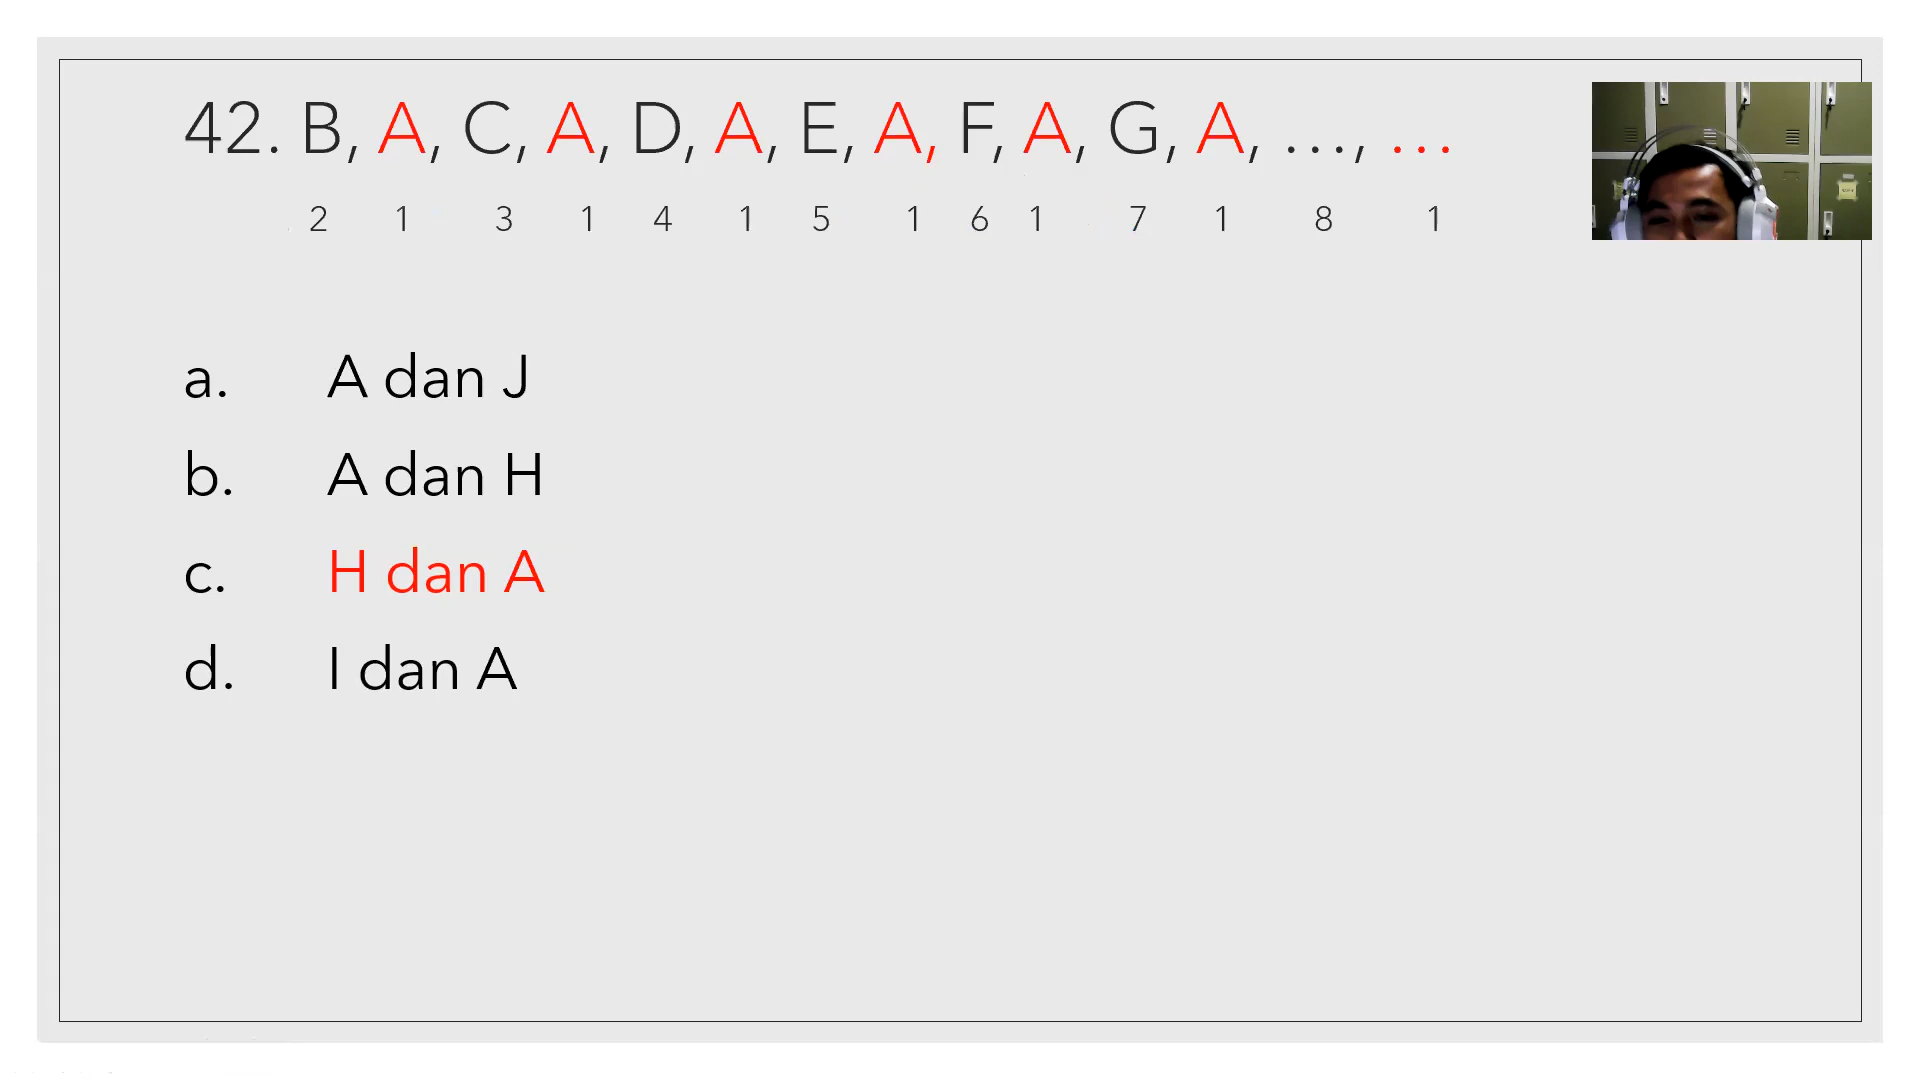 42. B, A, C, A, D, A, E, A, F, A, G, A, ..., ...
2 1 3 1 4 1 5 1 6 1 7 1 8 1
a. A dan J
b. A dan H
c. H dan A
d. I dan A